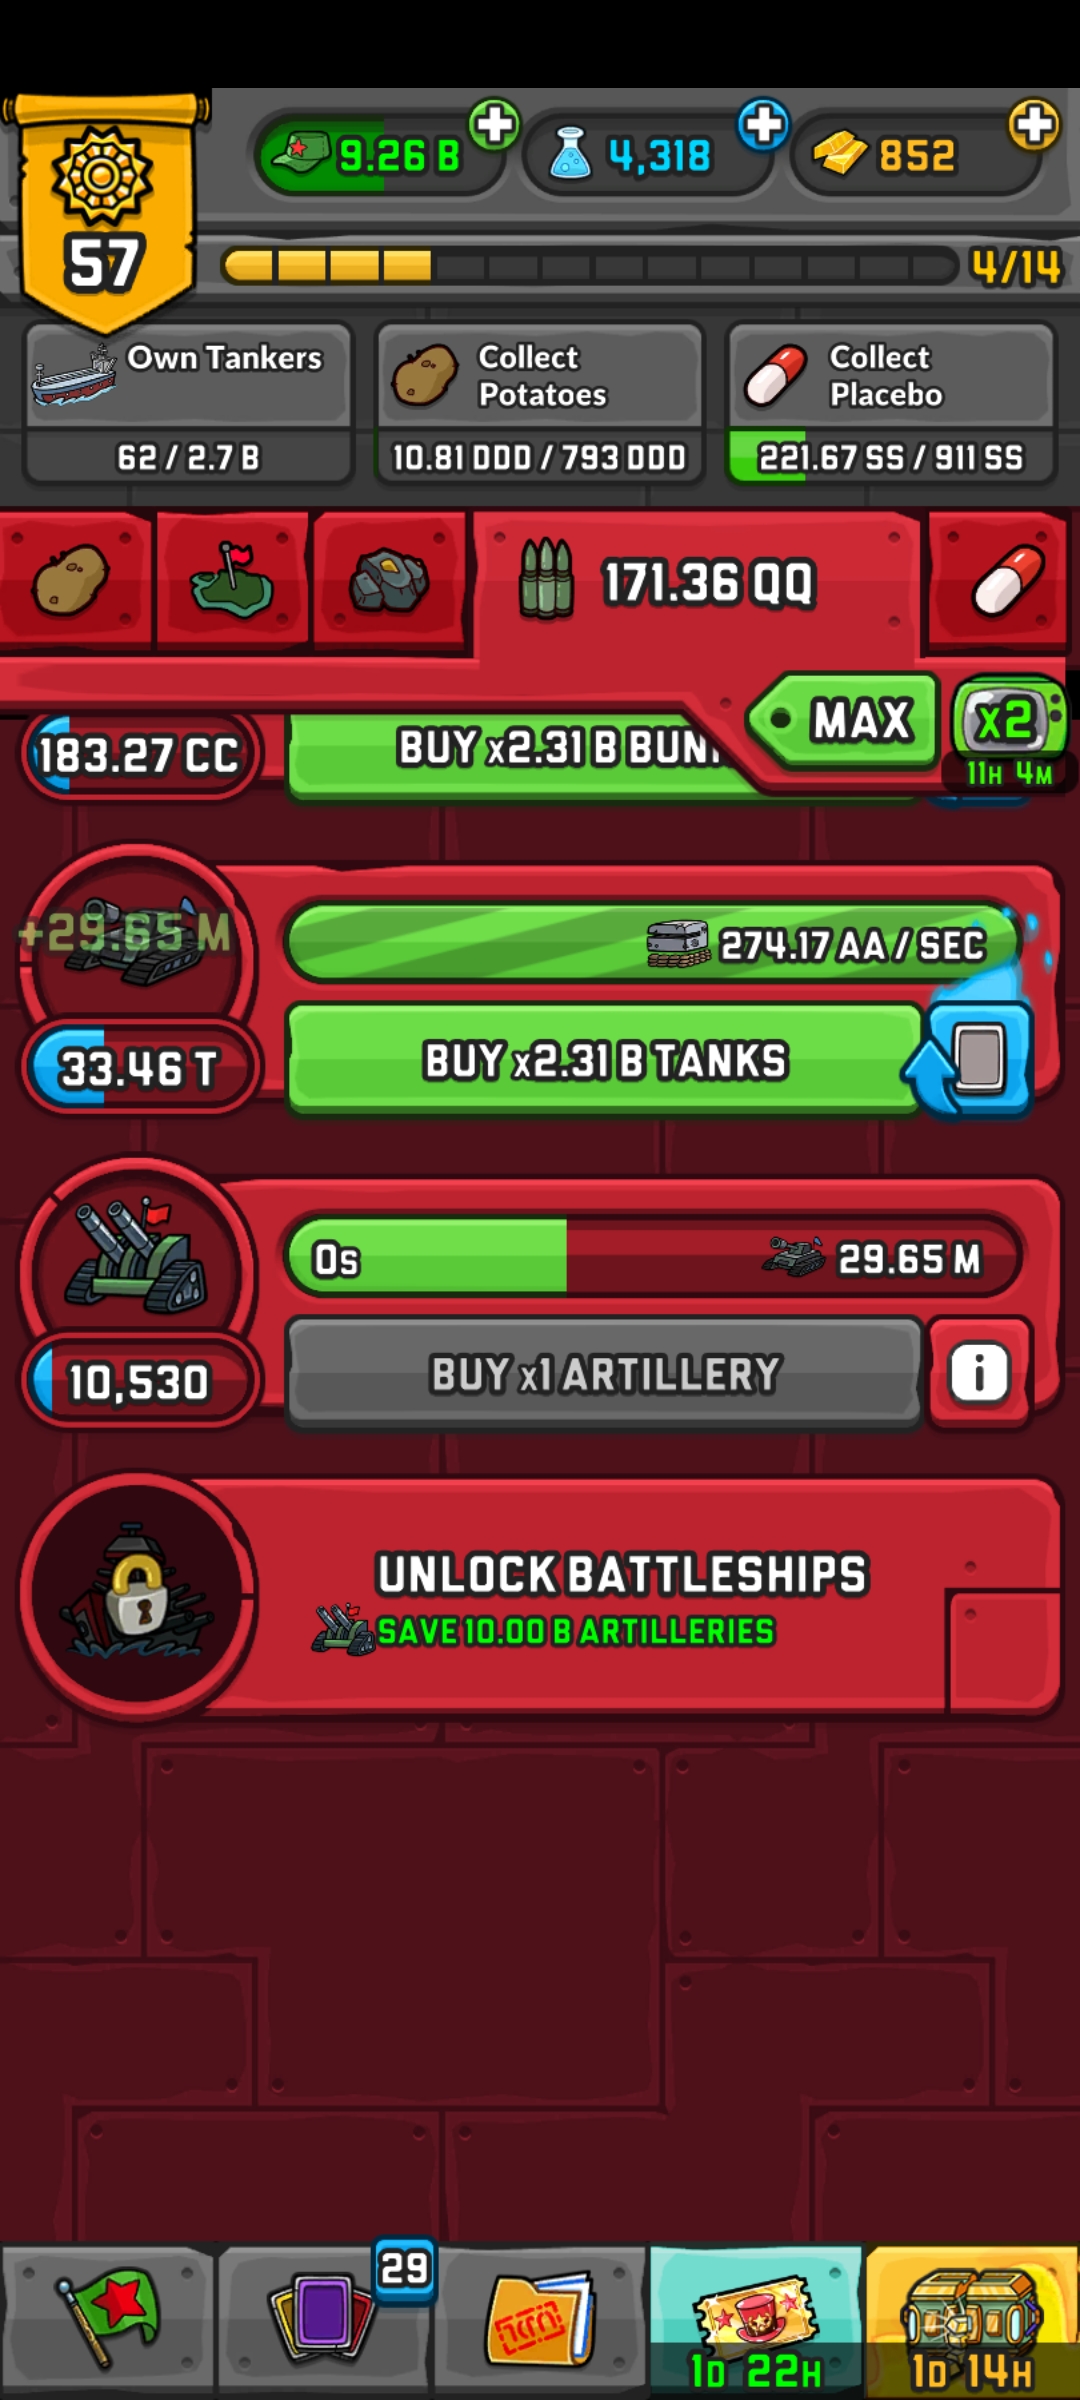 57
9.26 B
4,318
852
4/14
Own Tankers
62 / 2.7 B
Collect
Potatoes
10.81 DDD / 793 DDD
Collect
Placebo
221.67 SS / 911 SS
171.36 QQ
MAX
x2
11H 4M
183.27 CC
BUY x2.31 B
+29.65 M
274.17 AA / SEC
33.46 T
BUY x2.31 B TANKS
0s
29.65 M
10,530
BUY x1 ARTILLERY
i
UNLOCK BATTLESHIPS
SAVE 10.00 B ARTILLERIES
29
1D 22H
1D 14H